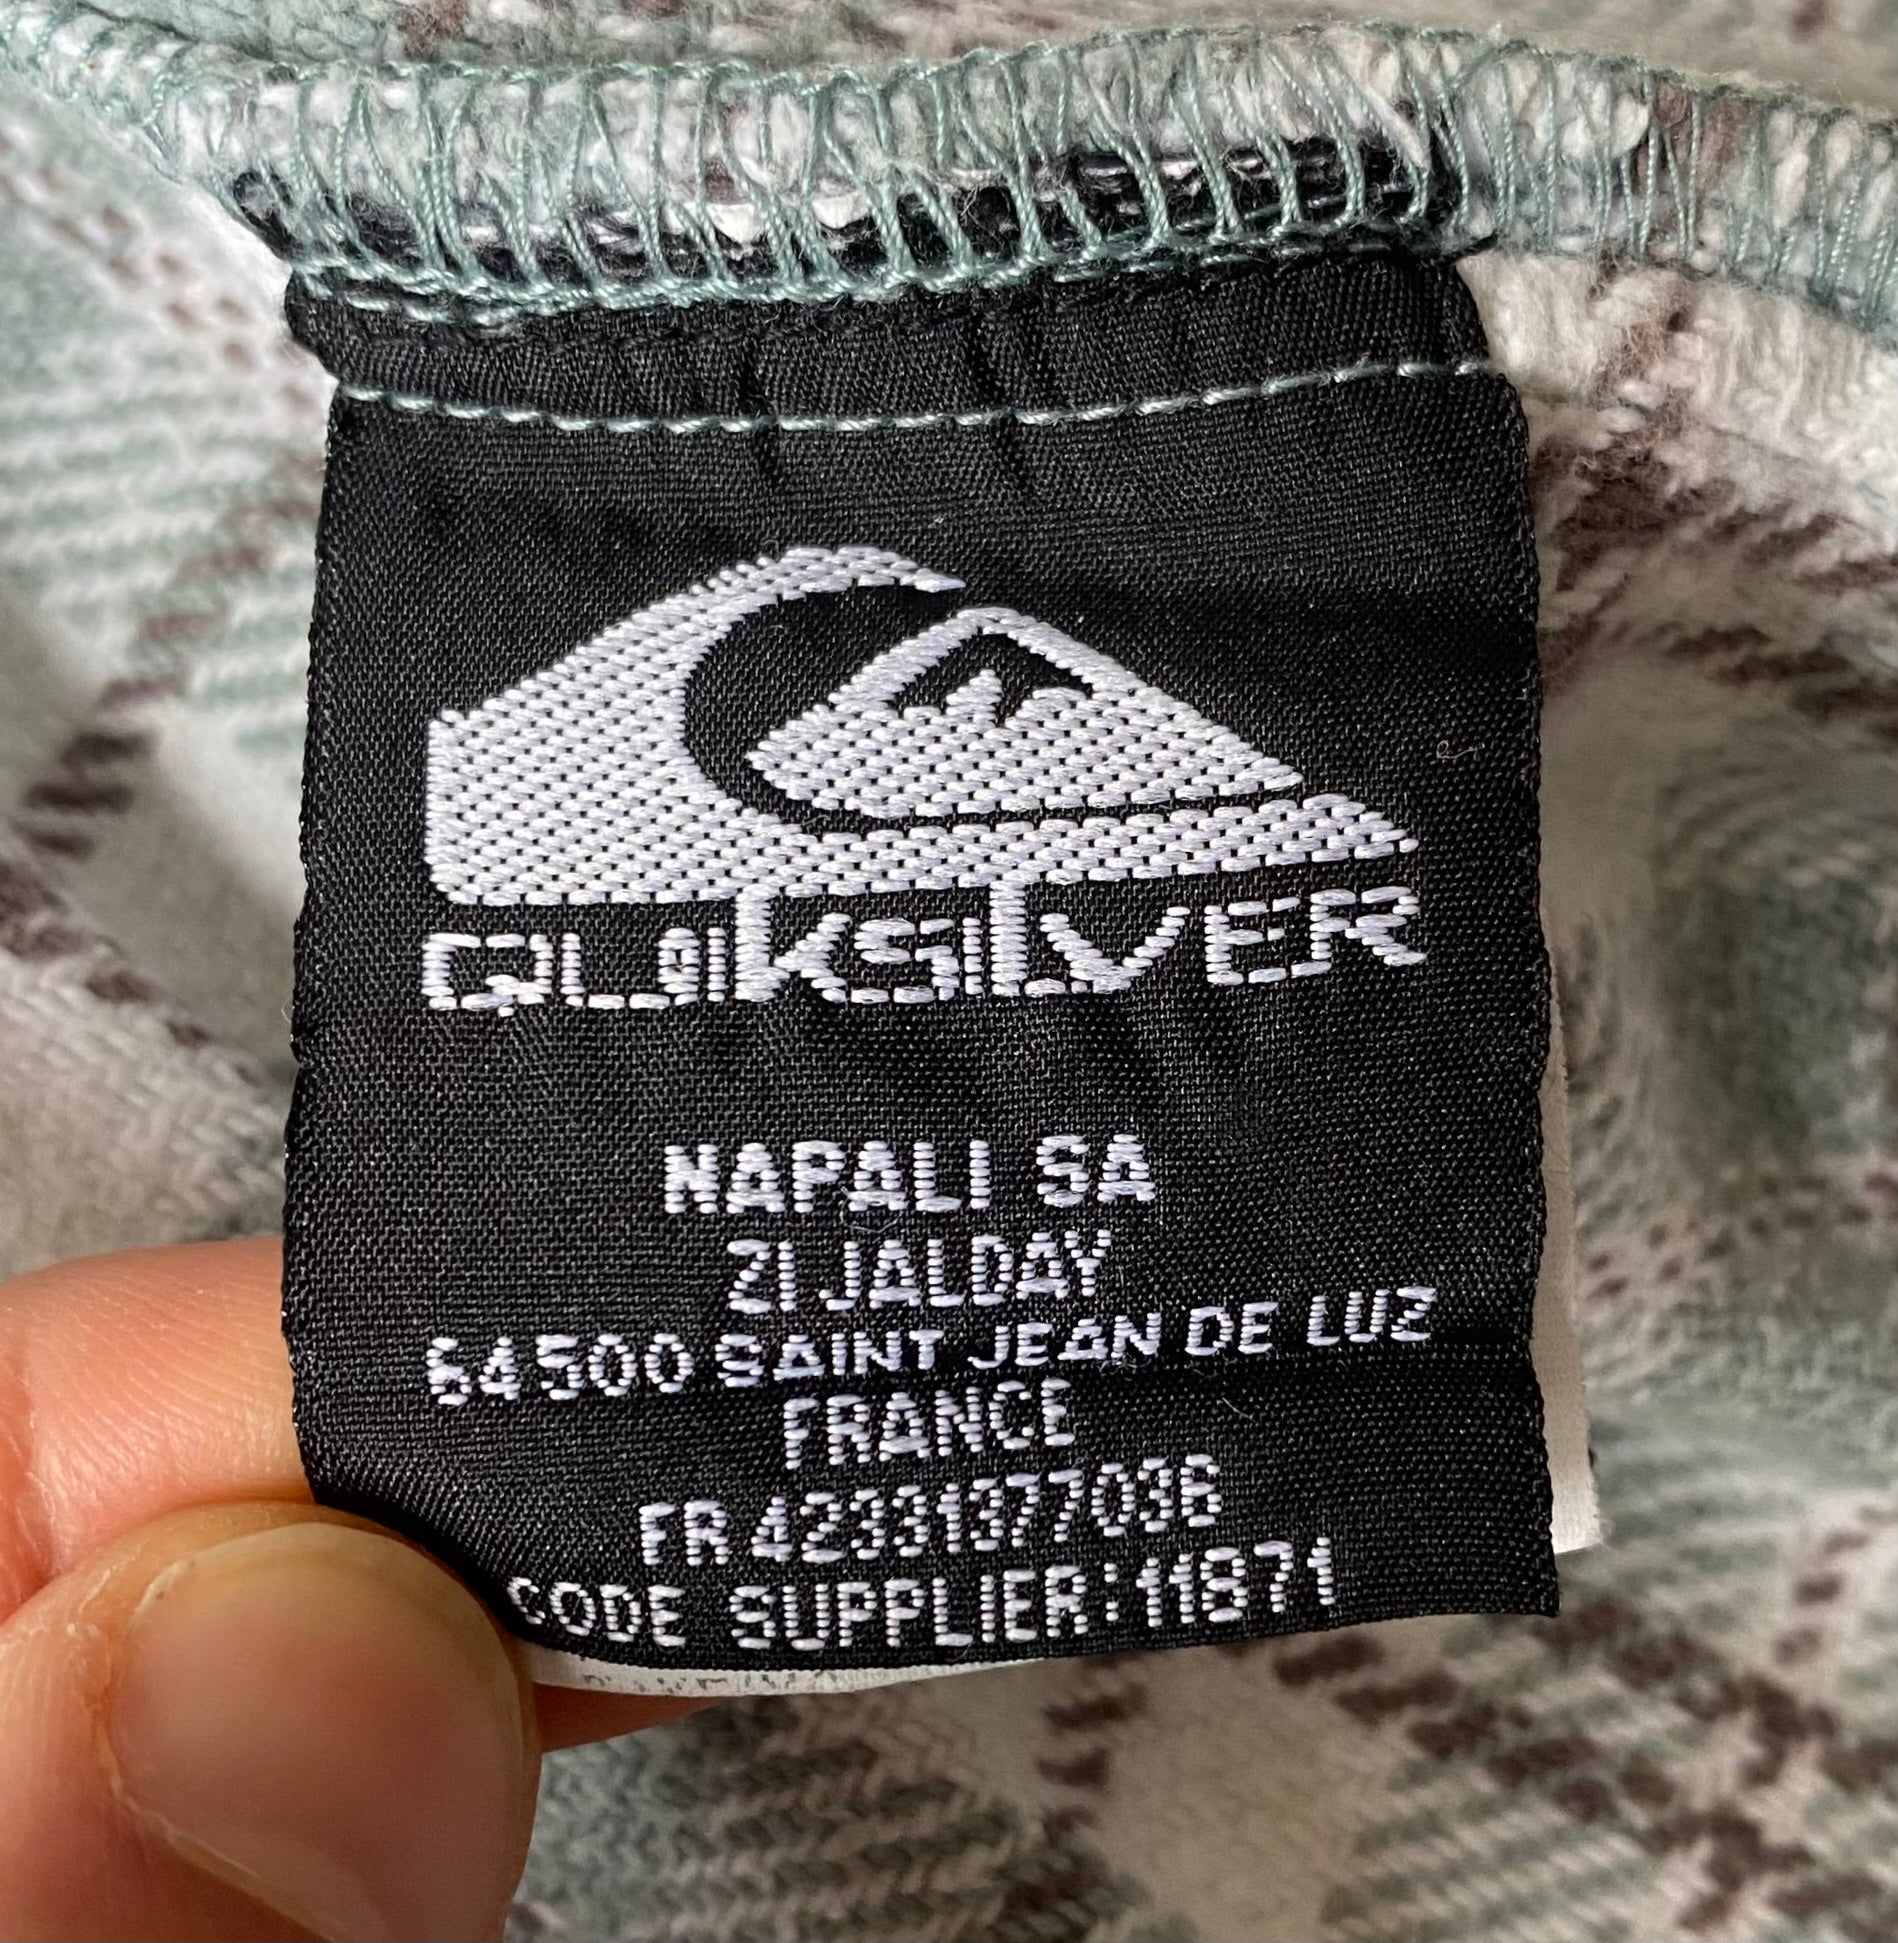 QUIKSILVER
NAPALI SA
ZI JALDAY
64500 SAINT JEAN DE LUZ
FRANCE
FR 42331377036
CODE SUPPLIER: 11871